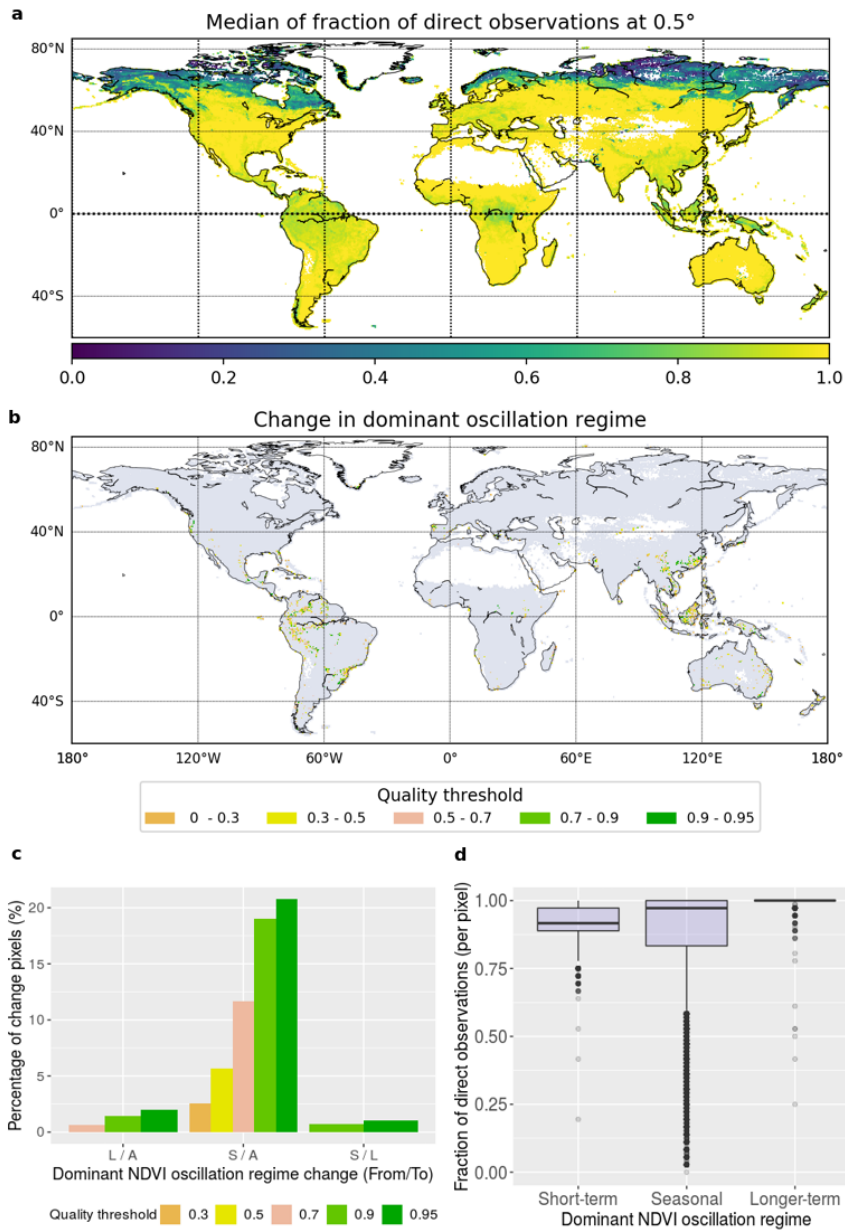 a
Median of fraction of direct observations at 0.5°
80°N
40°N
0°
40°S
0.0 0.2 0.4 0.6 0.8 1.0
b
Change in dominant oscillation regime
80°N
40°N
0°
40°S
180° 120°W 60°W 0° 60°E 120°E 180°
Quality threshold
0 - 0.3 0.3 - 0.5 0.5 - 0.7 0.7 - 0.9 0.9 - 0.95
c
Percentage of change pixels (%)
20
15
10
5
0
L / A S / A S / L
Dominant NDVI oscillation regime change (From/To)
Quality threshold 0.3 0.5 0.7 0.9 0.95
d
Fraction of direct observations (per pixel)
1.00
0.75
0.50
0.25
0.00
Short-term Seasonal Longer-term
Dominant NDVI oscillation regime